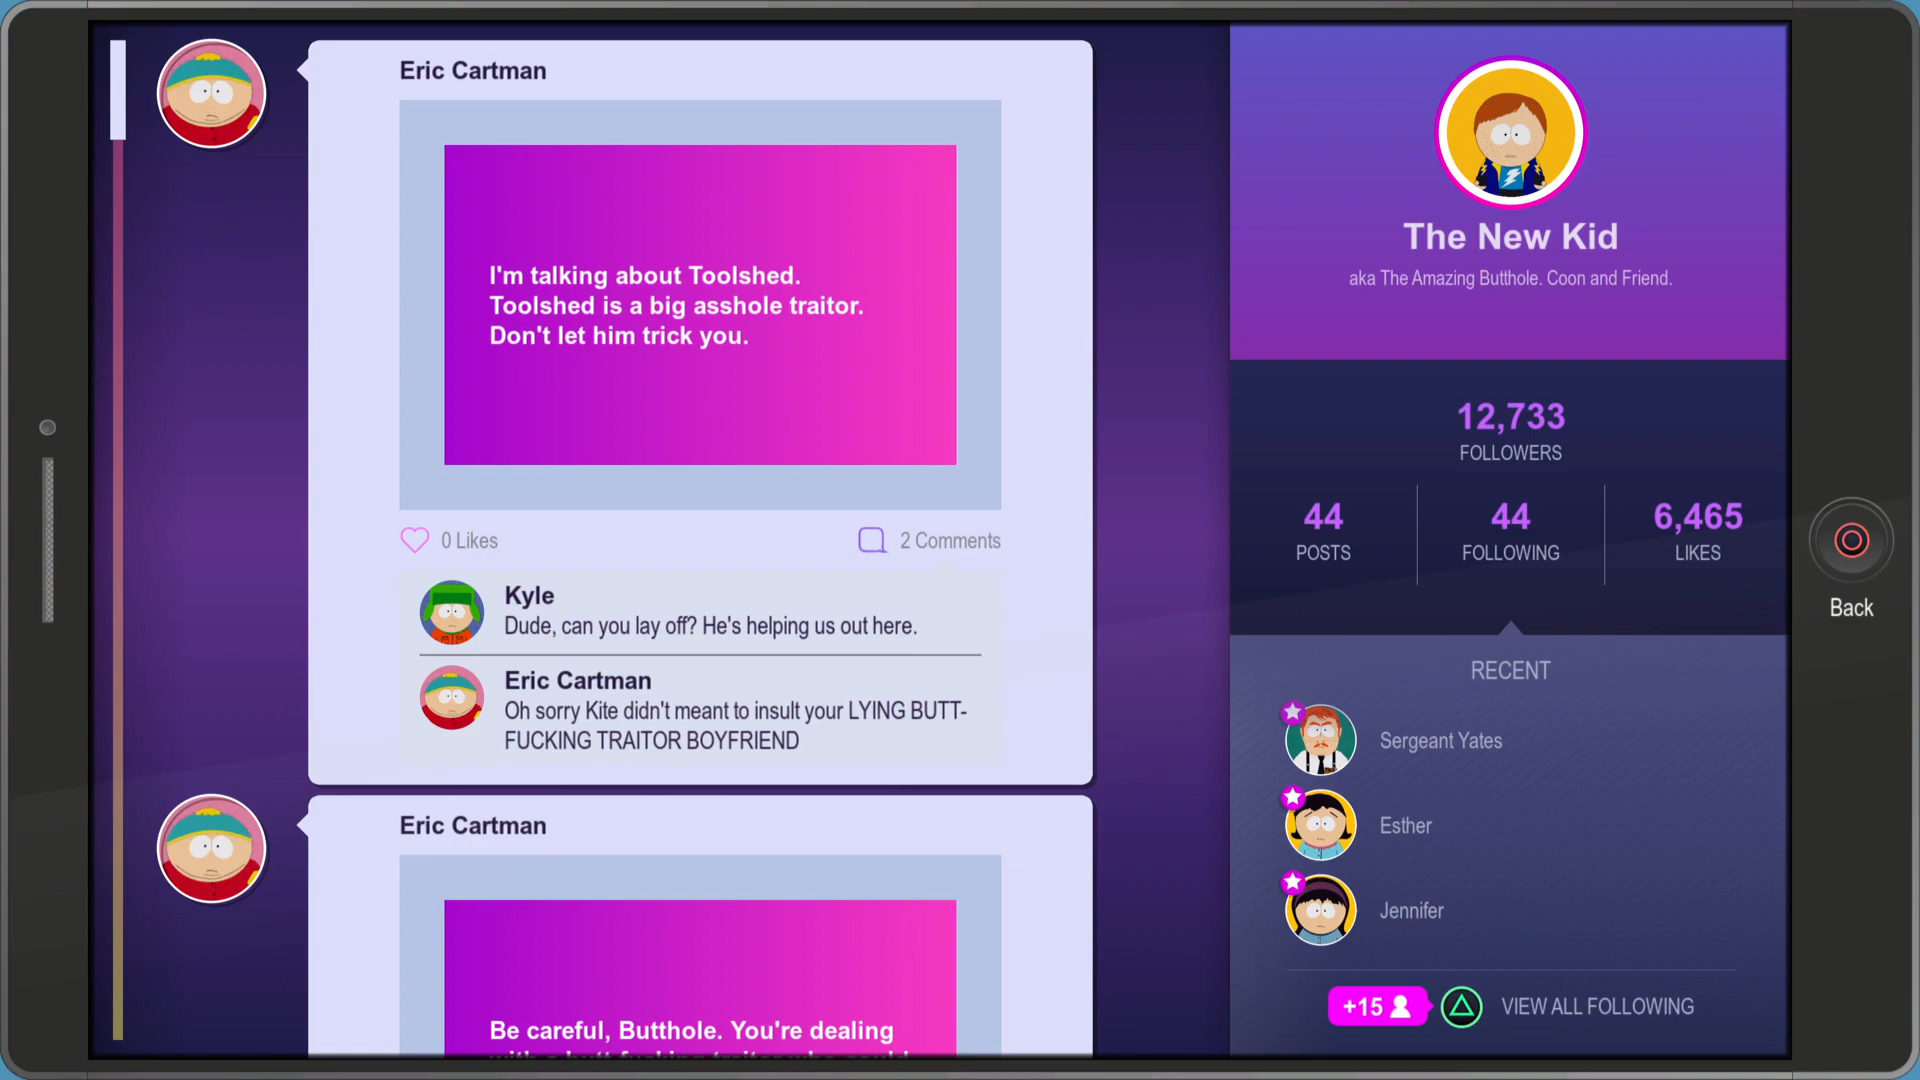 Eric Cartman
I'm talking about Toolshed.
Toolshed is a big asshole traitor.
Don't let him trick you.
0 Likes
2 Comments
Kyle
Dude, can you lay off? He's helping us out here.
Eric Cartman
Oh sorry Kite didn't meant to insult your LYING BUTT-
FUCKING TRAITOR BOYFRIEND
Eric Cartman
Be careful, Butthole. You're dealing
The New Kid
aka The Amazing Butthole. Coon and Friend.
12,733
FOLLOWERS
44
POSTS
44
FOLLOWING
6,465
LIKES
RECENT
Sergeant Yates
Esther
Jennifer
+15
VIEW ALL FOLLOWING
Back